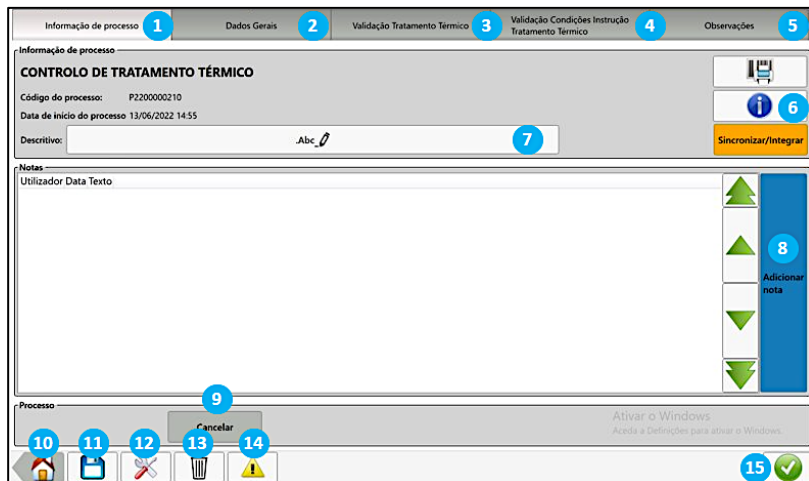 Informação de processo 1
Dados Gerais 2
Validação Tratamento Térmico 3
Validação Condições Instrução
Tratamento Térmico 4
Observações 5
Informação de processo
CONTROLO DE TRATAMENTO TÉRMICO
Código do processo: P2200000210
Data de início do processo 13/06/2022 14:55
6
Descritivo: .Abc_ 7
Sincronizar/Integrar
Notas
Utilizador Data Texto
8
Adicionar
nota
Processo
9
Cancelar
Ativar o Windows
Aceda a Definições para ativar o Windows.
10 11 12 13 14 15